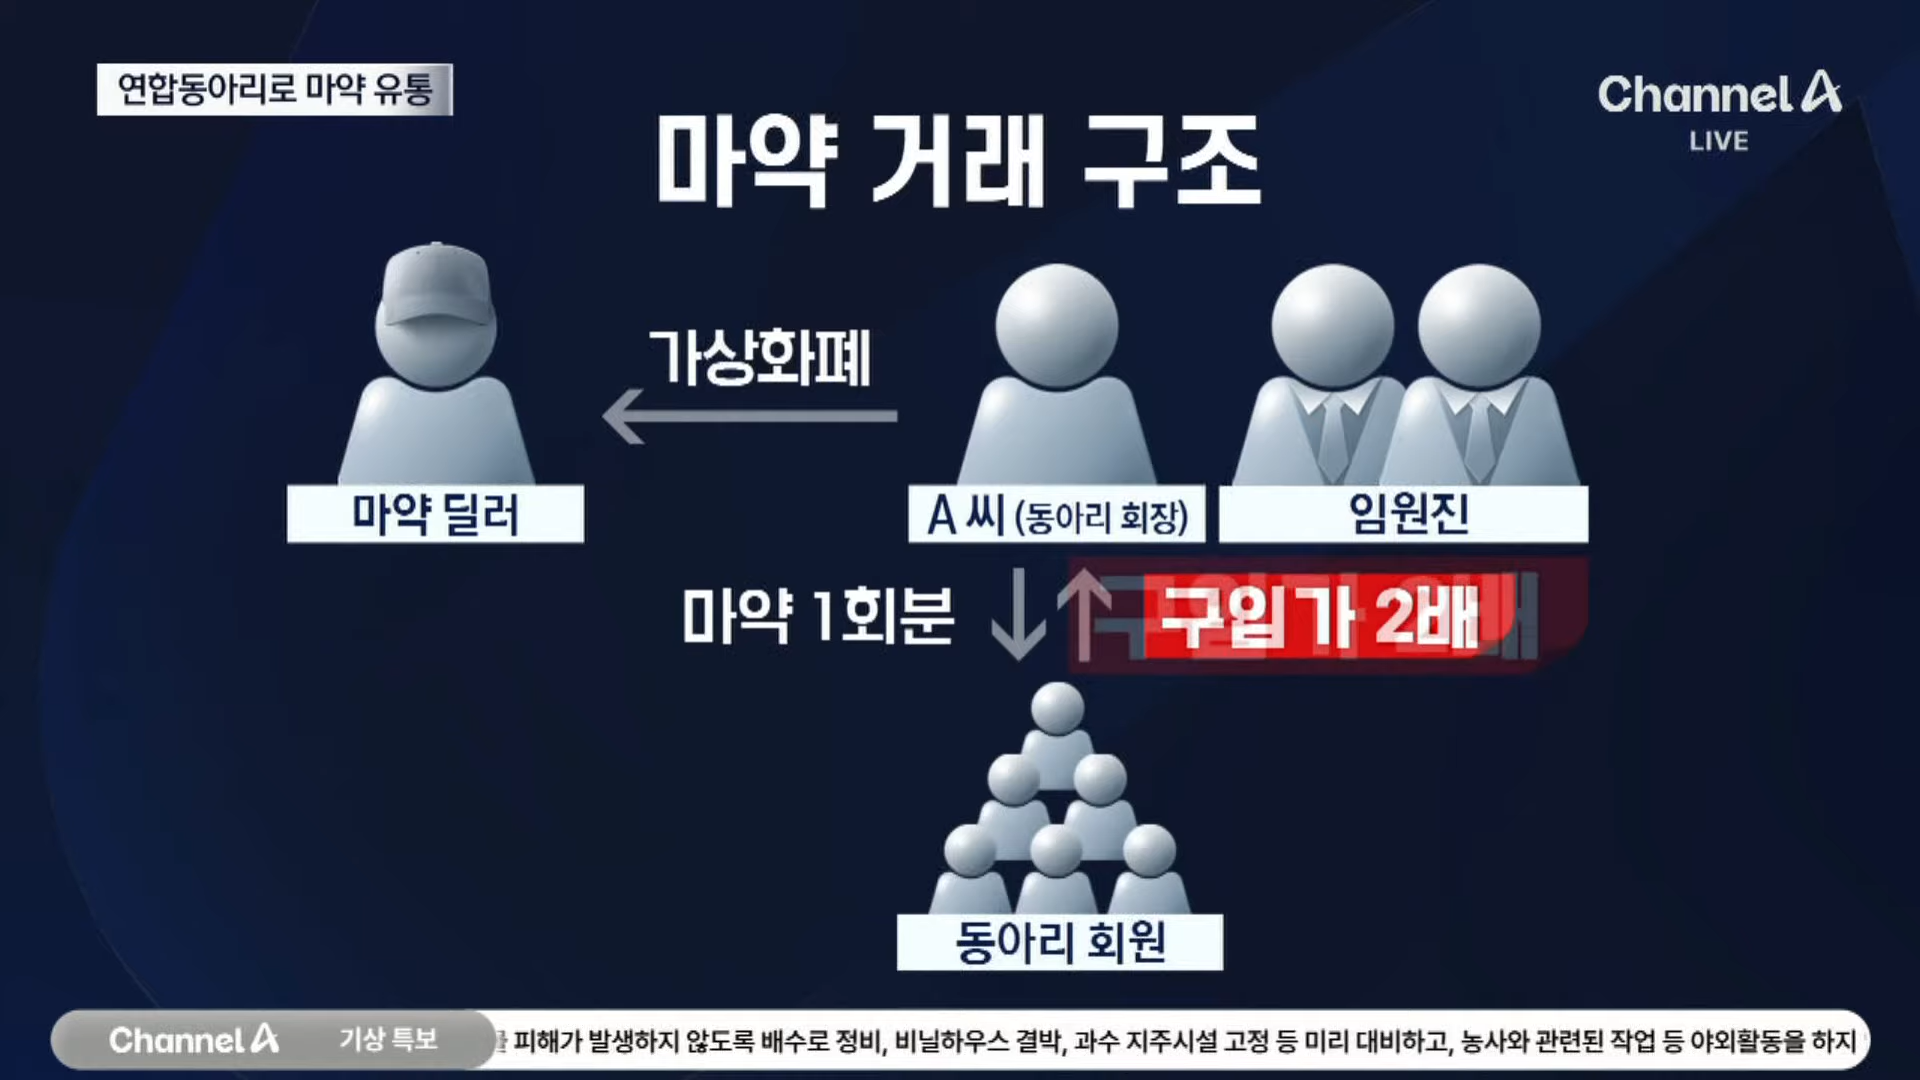 연합동아리로 마약 유통
Channel A
LIVE
마약 거래 구조
가상화폐
마약 딜러
A 씨 (동아리 회장)
임원진
마약 1회분
구입가 2배
동아리 회원
Channel A
기상 특보
피해가 발생하지 않도록 배수로 정비, 비닐하우스 결박, 과수 지주시설 고정 등 미리 대비하고, 농사와 관련된 작업 등 야외활동을 하지